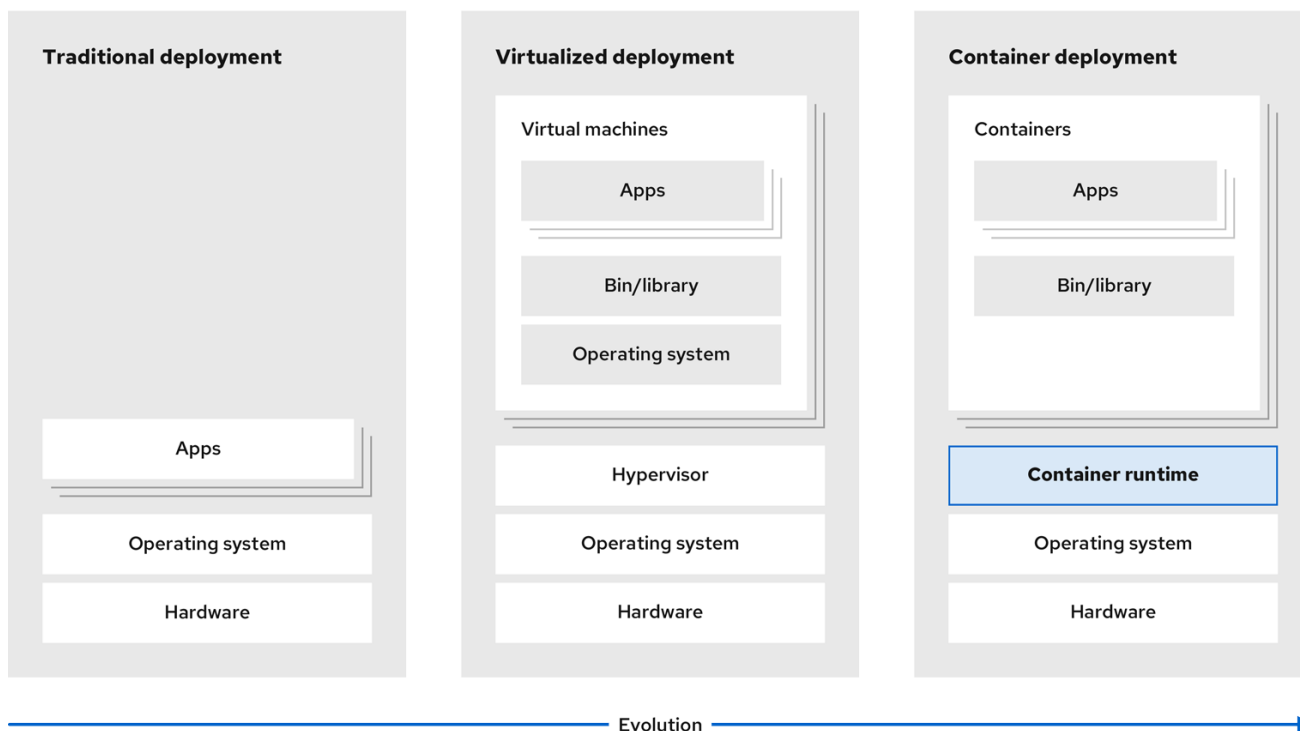 Traditional deployment
Apps
Operating system
Hardware
Virtualized deployment
Virtual machines
Apps
Bin/library
Operating system
Hypervisor
Operating system
Hardware
Container deployment
Containers
Apps
Bin/library
Container runtime
Operating system
Hardware
Evolution